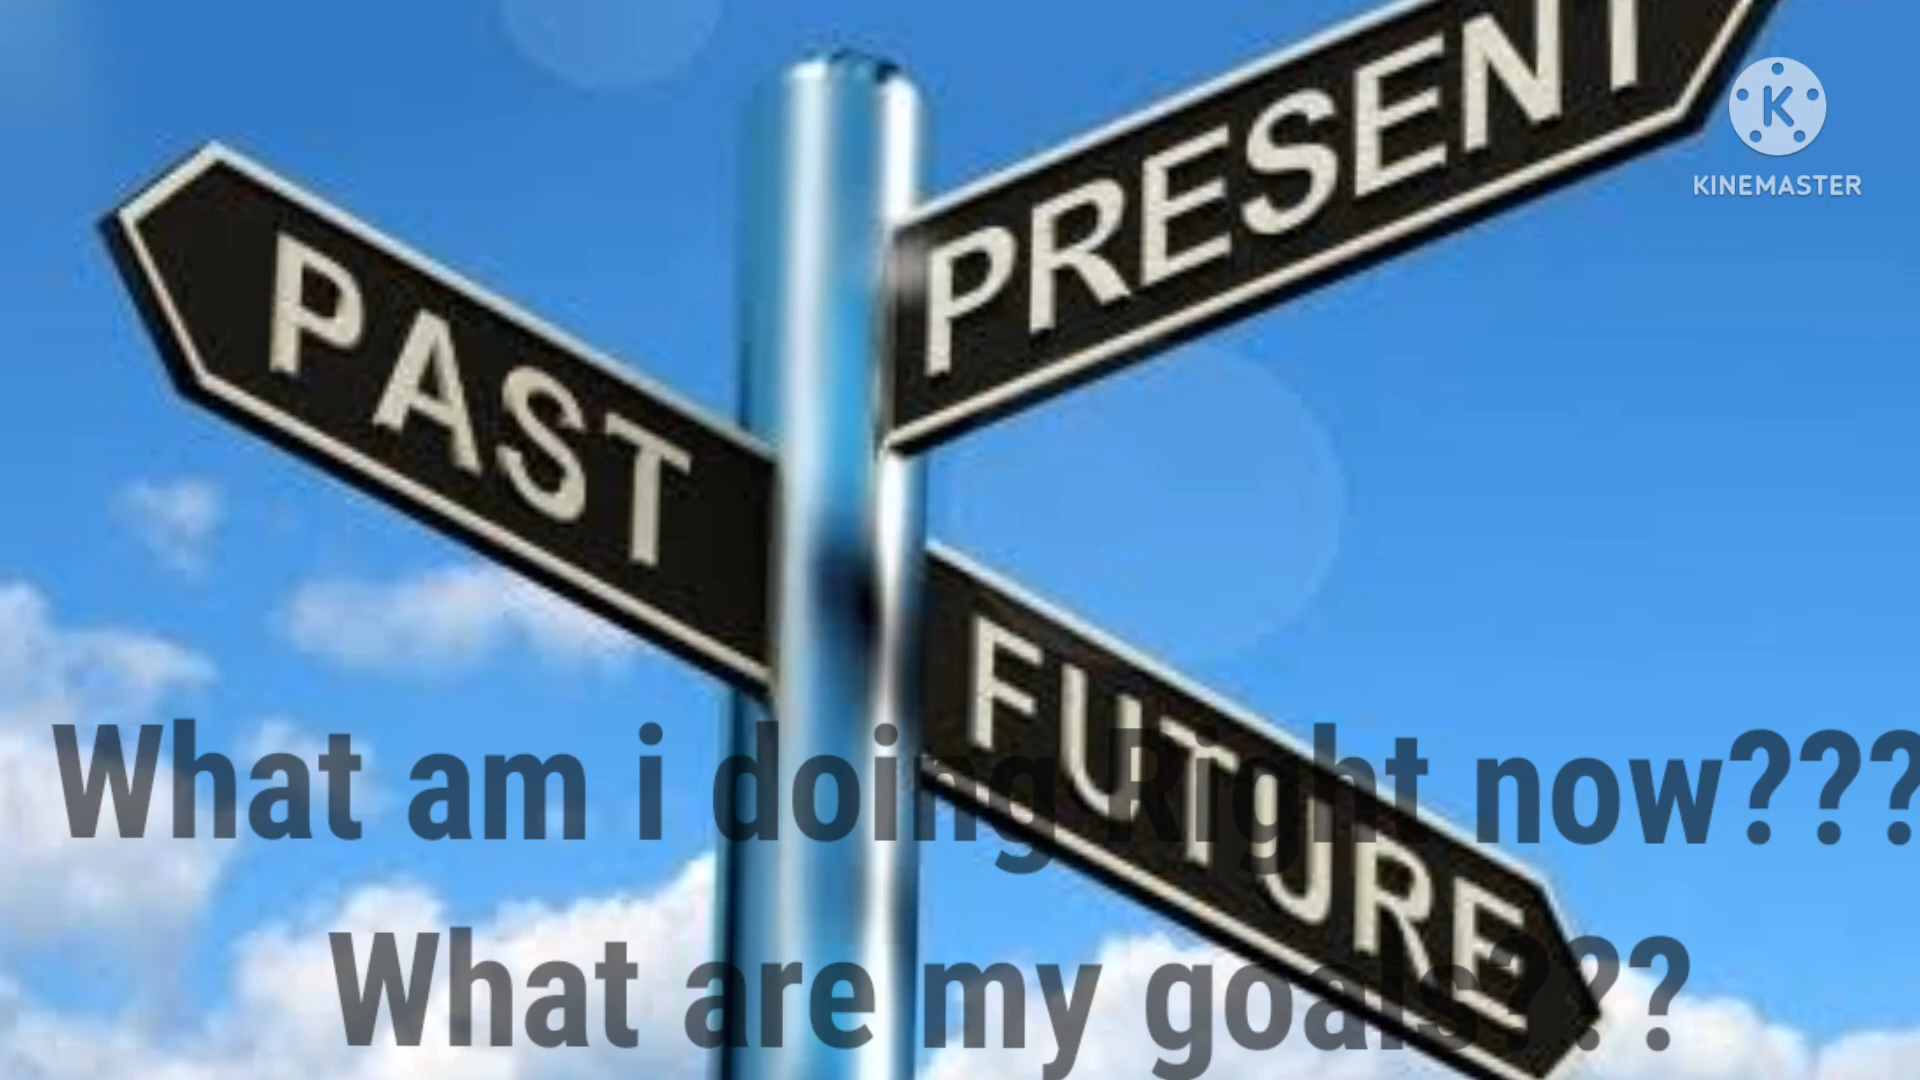 PRESENT
K
KINEMASTER
PAST
FUTURE
What am i doing Right now???
What are my goals???